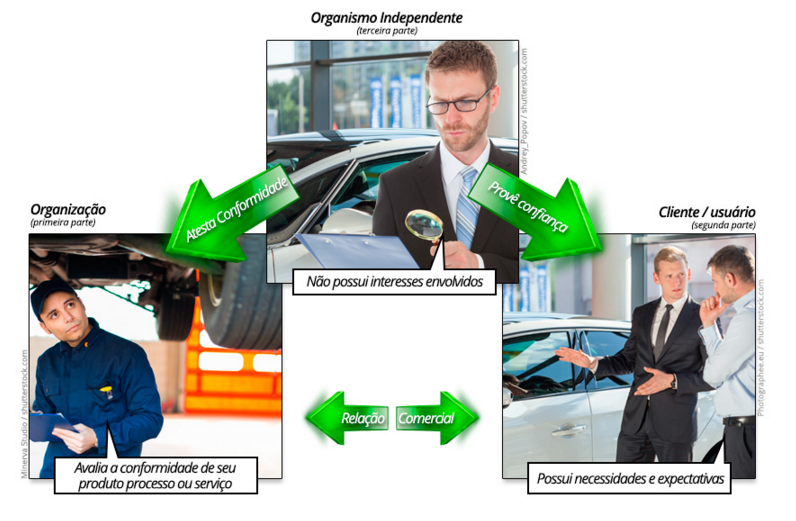 Organismo Independente
(terceira parte)
Andrey_Popov / shutterstock.com
Atesta Conformidade
Provê confiança
Não possui interesses envolvidos
Organização
(primeira parte)
Cliente / usuário
(segunda parte)
Minerva Studio / shutterstock.com
Photographee.eu / shutterstock.com
Relação
Comercial
Avalia a conformidade de seu
produto processo ou serviço
Possui necessidades e expectativas